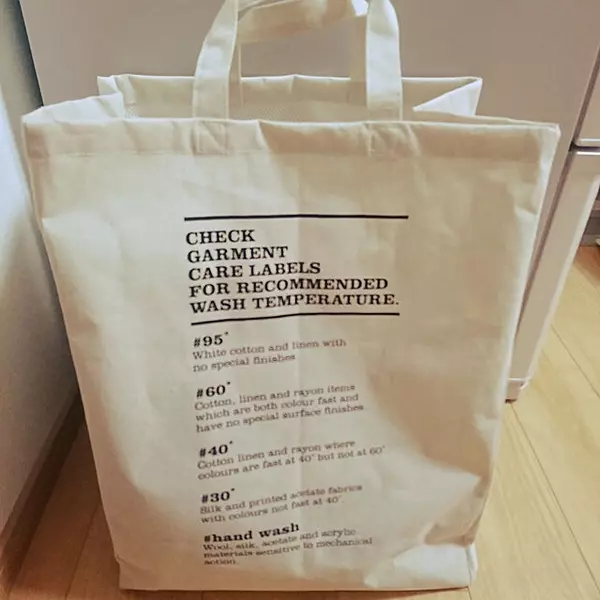 CHECK
GARMENT
CARE LABELS
FOR RECOMMENDED
WASH TEMPERATURE.
#95°
White cotton and linen with
no special finishes
#60°
Cotton, linen and rayon items
which are both colour fast and
have no special surface finishes
#40°
Cotton linen and rayon where
colours are fast at 40° but not at 60°
#30°
Silk and printed acetate fabrics
with colours not fast at 40°
#hand wash
Wool, silk, acetate and acrylic
materials sensitive to mechanical
action.